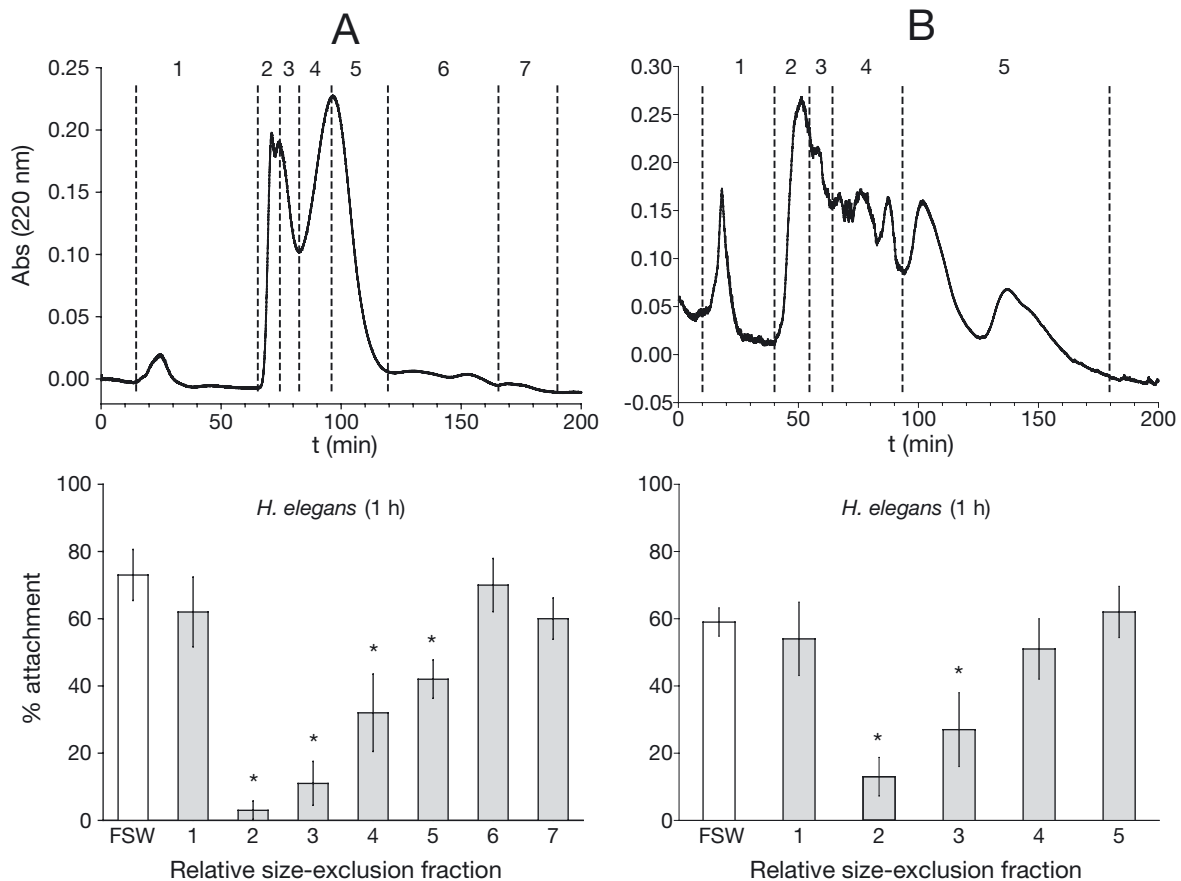 A
1 2 3 4 5 6 7
0.25
0.20
0.15
0.10
0.05
0.00
Abs (220 nm)
0 50 100 150 200
t (min)
B
1 2 3 4 5
0.30
0.25
0.20
0.15
0.10
0.05
0.00
-0.05
0 50 100 150 200
t (min)
100
80
60
40
20
0
% attachment
H. elegans (1 h)
* * * *
FSW 1 2 3 4 5 6 7
Relative size-exclusion fraction
100
80
60
40
20
0
H. elegans (1 h)
* *
FSW 1 2 3 4 5
Relative size-exclusion fraction